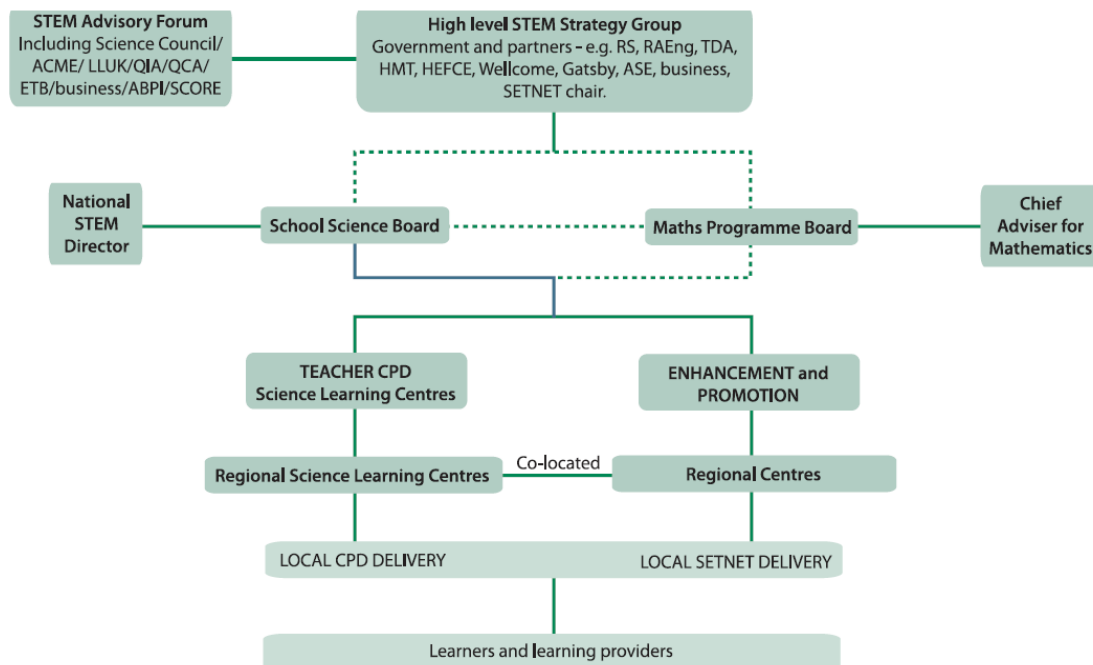 STEM Advisory Forum
Including Science Council/
ACME/ LLUK/QIA/QCA/
ETB/business/ABPI/SCORE
High level STEM Strategy Group
Government and partners - e.g. RS, RAEng, TDA,
HMT, HEFCE, Wellcome, Gatsby, ASE, business,
SETNET chair.
National
STEM
Director
School Science Board
Maths Programme Board
Chief
Adviser for
Mathematics
TEACHER CPD
Science Learning Centres
ENHANCEMENT and
PROMOTION
Regional Science Learning Centres
Co-located
Regional Centres
LOCAL CPD DELIVERY
LOCAL SETNET DELIVERY
Learners and learning providers